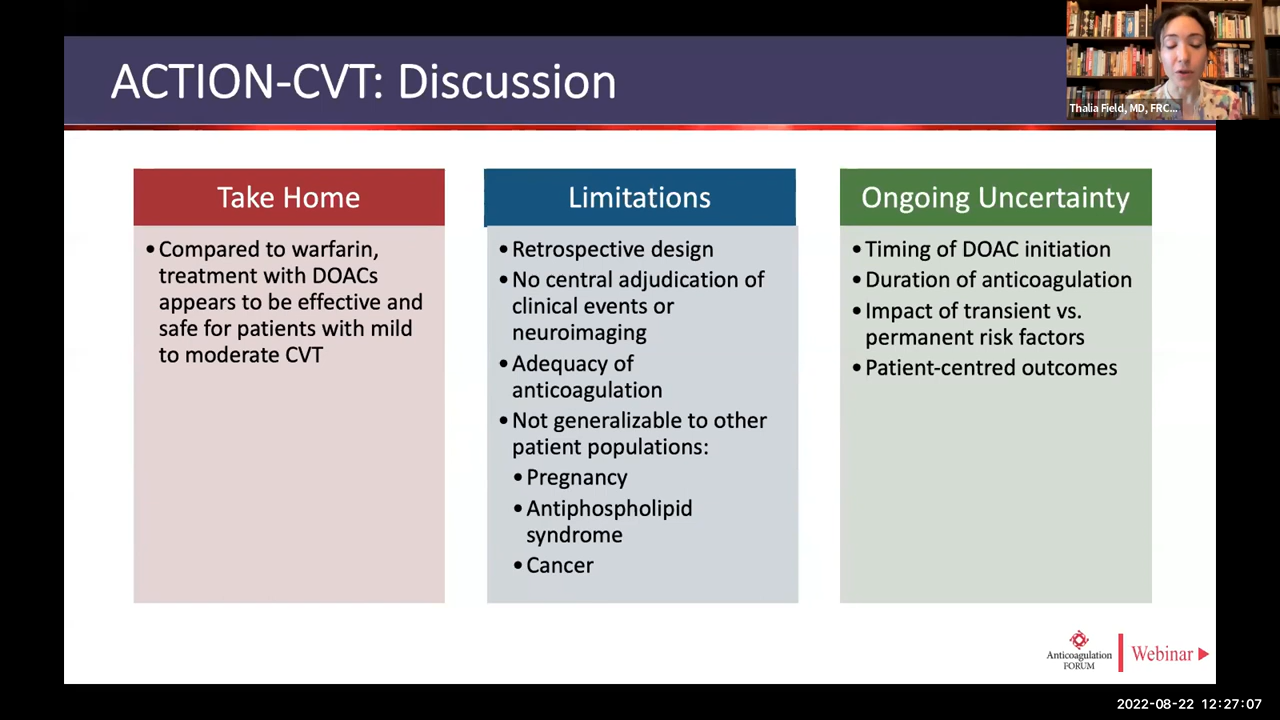 ACTION-CVT: Discussion
Thalia Field, MD, FRC...
Take Home
•Compared to warfarin,
treatment with DOACs
appears to be effective and
safe for patients with mild
to moderate CVT
Limitations
•Retrospective design
•No central adjudication of
clinical events or
neuroimaging
•Adequacy of
anticoagulation
•Not generalizable to other
patient populations:
•Pregnancy
•Antiphospholipid
syndrome
•Cancer
Ongoing Uncertainty
•Timing of DOAC initiation
•Duration of anticoagulation
•Impact of transient vs.
permanent risk factors
•Patient-centred outcomes
Anticoagulation
FORUM
Webinar
2022-08-22 12:27:07